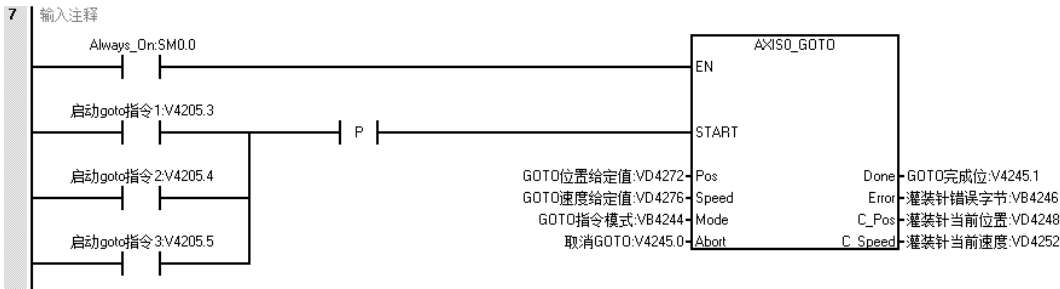 7 输入注释
Always_On:SM0.0
AXIS0_GOTO
EN
启动goto指令1:V4205.3
P
START
启动goto指令2:V4205.4
GOTO位置给定值:VD4272 Pos Done GOTO完成位:V4245.1
GOTO速度给定值:VD4276 Speed Error 灌装针错误字节:VB4246
GOTO指令模式:VB4244 Mode C_Pos 灌装针当前位置:VD4248
启动goto指令3:V4205.5
取消GOTO:V4245.0 Abort C_Speed 灌装针当前速度:VD4252